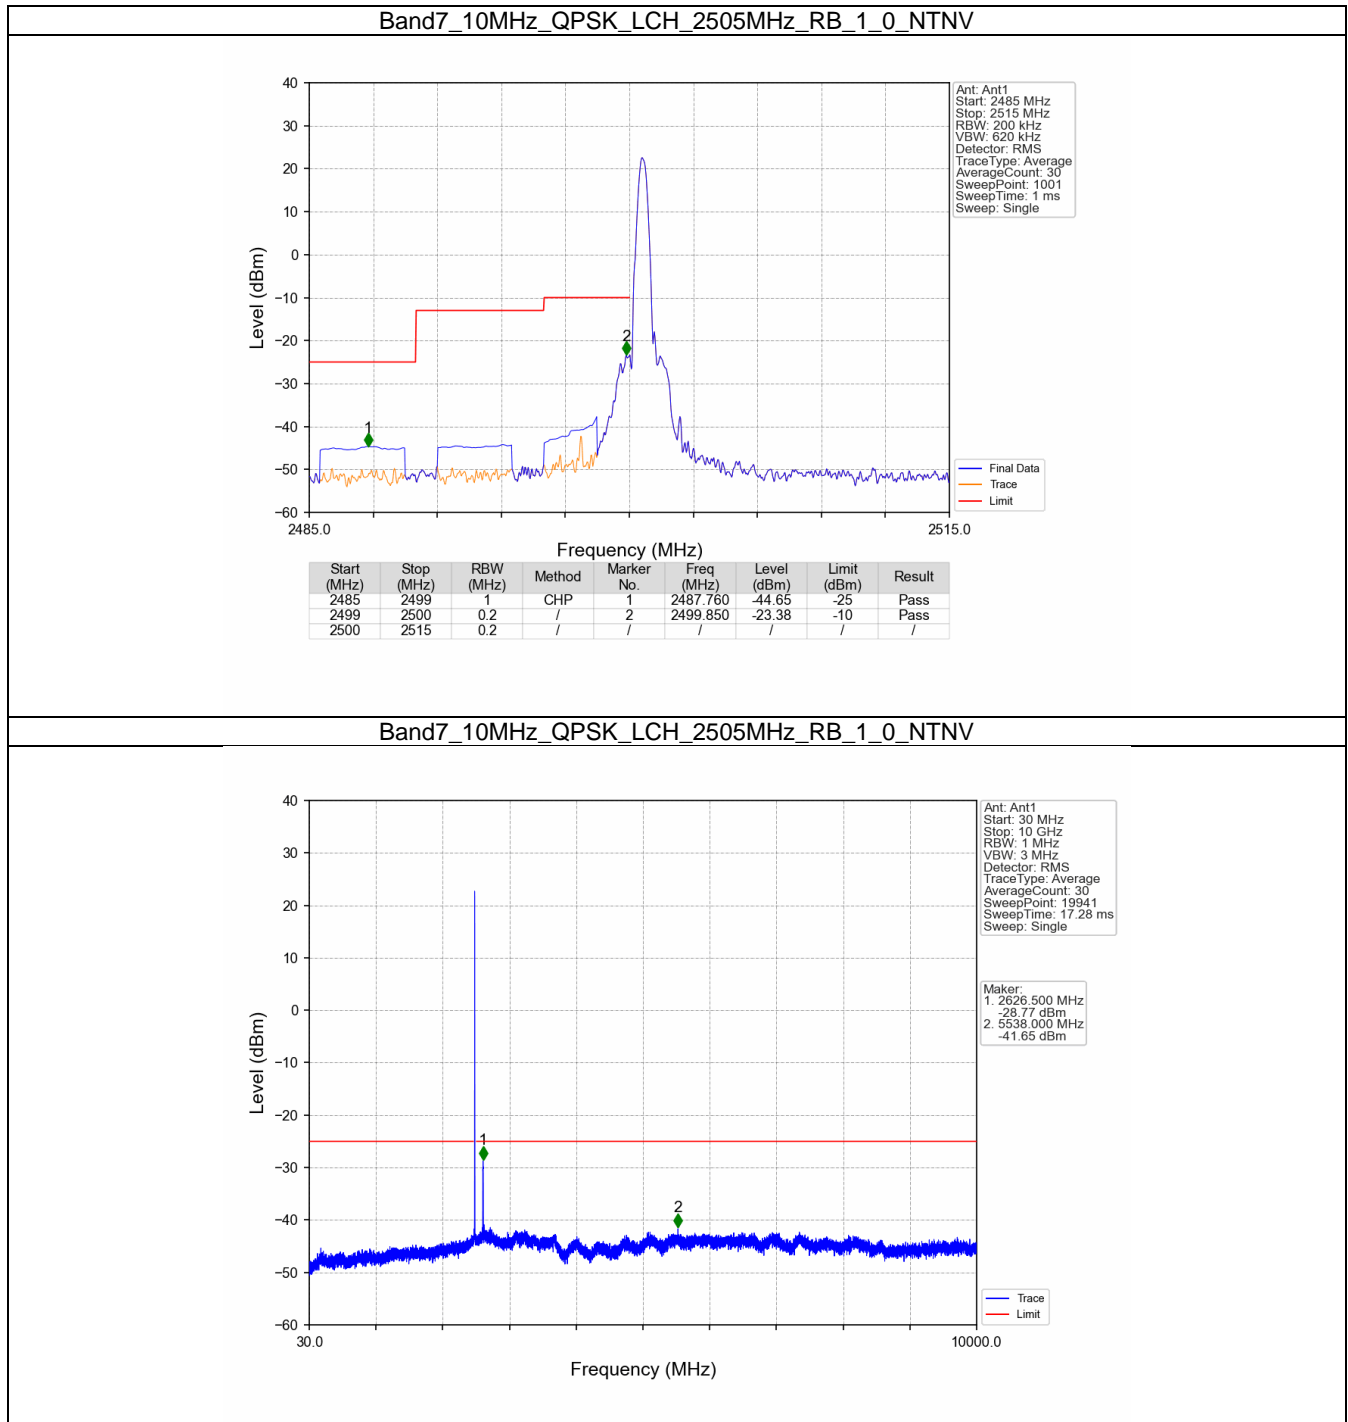 Band7_10MHz_QPSK_LCH_2505MHz_RB_1_0_NTNV
40
30
20
10
0
−10
−20
−30
−40
−50
−60
Level (dBm)
1
2
2485.0
2515.0
Frequency (MHz)
Ant: Ant1
Start: 2485 MHz
Stop: 2515 MHz
RBW: 200 kHz
VBW: 620 kHz
Detector: RMS
TraceType: Average
AverageCount: 30
SweepPoint: 1001
SweepTime: 1 ms
Sweep: Single
Final Data
Trace
Limit
Start (MHz) Stop (MHz) RBW (MHz) Method Marker No. Freq (MHz) Level (dBm) Limit (dBm) Result
2485 2499 1 CHP 1 2487.760 -44.65 -25 Pass
2499 2500 0.2 / 2 2499.850 -23.38 -10 Pass
2500 2515 0.2 / / / / / /
Band7_10MHz_QPSK_LCH_2505MHz_RB_1_0_NTNV
40
30
20
10
0
−10
−20
−30
−40
−50
−60
Level (dBm)
1
2
30.0
10000.0
Frequency (MHz)
Ant: Ant1
Start: 30 MHz
Stop: 10 GHz
RBW: 1 MHz
VBW: 3 MHz
Detector: RMS
TraceType: Average
AverageCount: 30
SweepPoint: 19941
SweepTime: 17.28 ms
Sweep: Single
Maker:
1. 2626.500 MHz
-28.77 dBm
2. 5538.000 MHz
-41.65 dBm
Trace
Limit